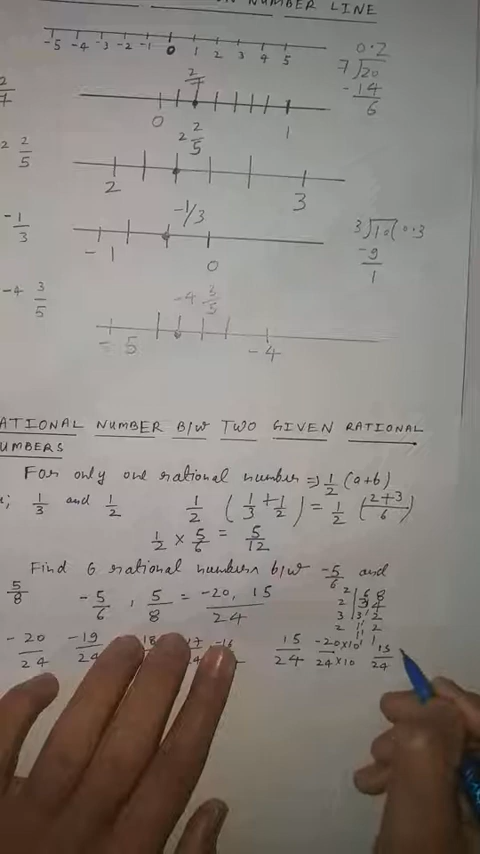 NUMBER LINE
-5 -4 -3 -2 -1 0 1 2 3 4 5
0.2
7 √20
-14
6
2/7
2/7
0 1
2 2/5
2 2/5
2 3
-1/3
-1/3
-1 0
3 √10 ( 0.3
-9
1
-4 3/5
-4 3/5
-5 -4
ATIONAL NUMBER B/W TWO GIVEN RATIONAL
UMBERS
For only one rational number => 1/2 (a+b)
; 1/3 and 1/2 1/2 (1/3 + 1/2) = 1/2 (2+3/6)
1/2 × 5/6 = 5/12
Find 6 rational numbers b/w -5/6 and
5/8 -5/6 , 5/8 = -20, 15/24
-20/24 -19/24 -18 -17 -16 15/24 -20×10/24×10 15/24